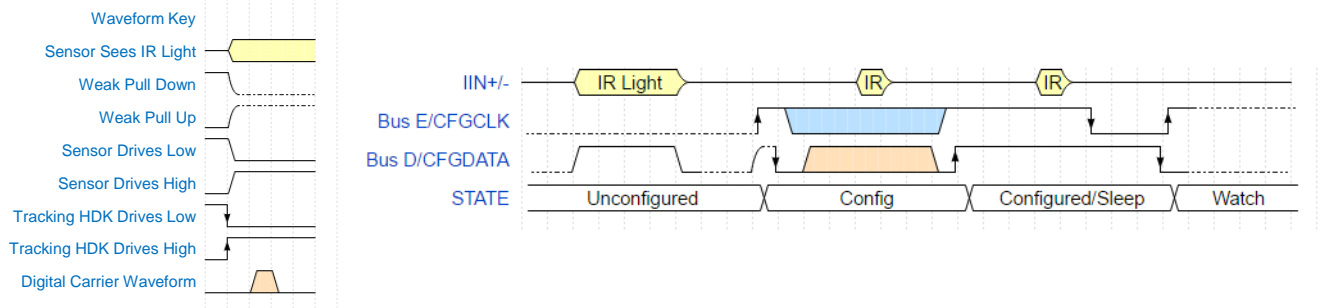 Waveform Key
Sensor Sees IR Light
Weak Pull Down
Weak Pull Up
Sensor Drives Low
Sensor Drives High
Tracking HDK Drives Low
Tracking HDK Drives High
Digital Carrier Waveform
IIN+/- IR Light IR IR
Bus E/CFGCLK
Bus D/CFGDATA
STATE Unconfigured Config Configured/Sleep Watch